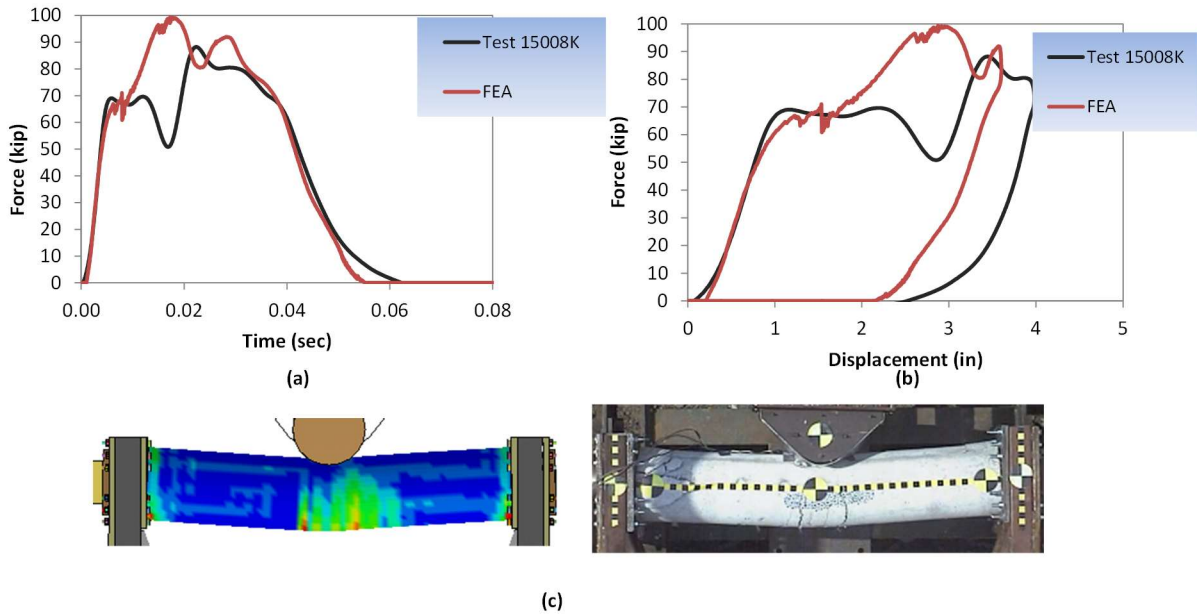 100
90
80
70
60
50
40
30
20
10
0
Force (kip)
0.00 0.02 0.04 0.06 0.08
Time (sec)
Test 15008K
FEA
(a)
100
90
80
70
60
50
40
30
20
10
0
Force (kip)
0 1 2 3 4 5
Displacement (in)
Test 15008K
FEA
(b)
(c)